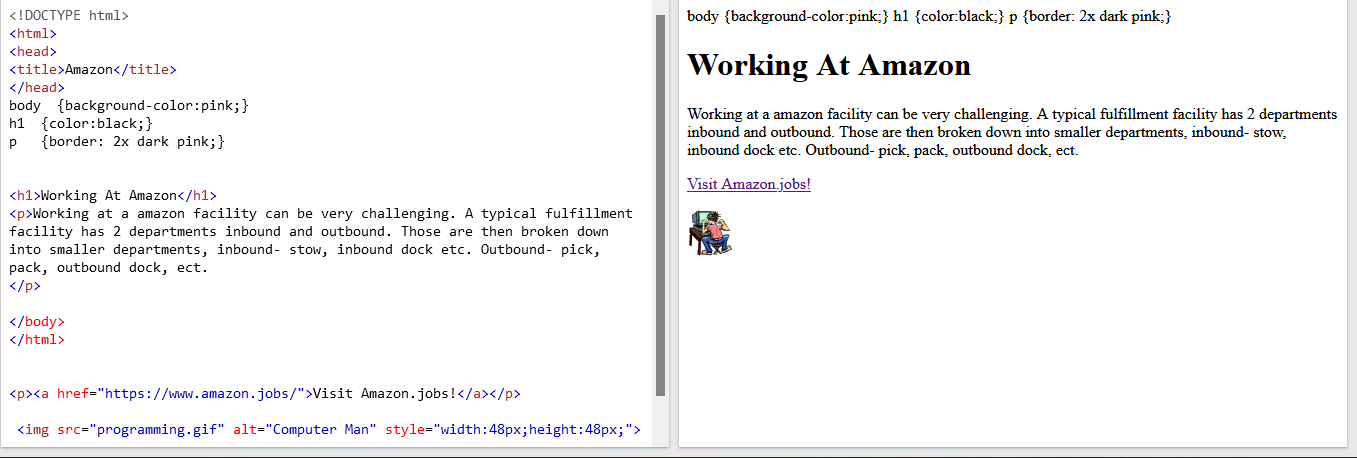 <!DOCTYPE html>
<html>
<head>
<title>Amazon</title>
</head>
body  {background-color:pink;}
h1  {color:black;}
p   {border: 2x dark pink;}
<h1>Working At Amazon</h1>
<p>Working at a amazon facility can be very challenging. A typical fulfillment
facility has 2 departments inbound and outbound. Those are then broken down
into smaller departments, inbound- stow, inbound dock etc. Outbound- pick,
pack, outbound dock, ect.
</p>
</body>
</html>
<p><a href="https://www.amazon.jobs/">Visit Amazon.jobs!</a></p>
<img src="programming.gif" alt="Computer Man" style="width:48px;height:48px;">
body {background-color:pink;} h1 {color:black;} p {border: 2x dark pink;}
Working At Amazon
Working at a amazon facility can be very challenging. A typical fulfillment facility has 2 departments
inbound and outbound. Those are then broken down into smaller departments, inbound- stow,
inbound dock etc. Outbound- pick, pack, outbound dock, ect.
Visit Amazon.jobs!